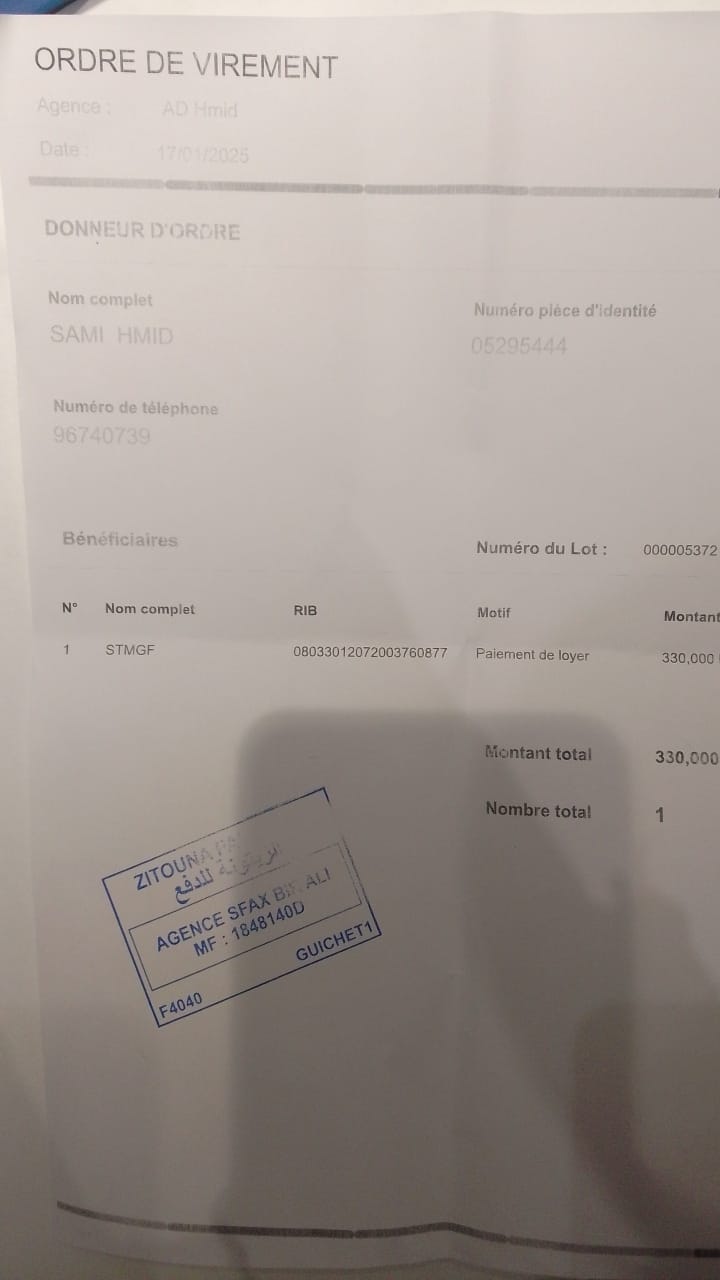 ORDRE DE VIREMENT
Agence : AD Hmid
Date : 17/01/2025
DONNEUR D'ORDRE
Nom complet
SAMI HMID
Numéro pièce d'identité
05295444
Numéro de téléphone
96740739
Bénéficiaires
Numéro du Lot : 000005372
N° Nom complet RIB Motif Montant
1 STMGF 08033012072003760877 Paiement de loyer 330,000
Montant total 330,000
Nombre total 1
ZITOUNA
الزيتونة للدفع
AGENCE SFAX ALI
MF : 1848140D
GUICHET1
F4040